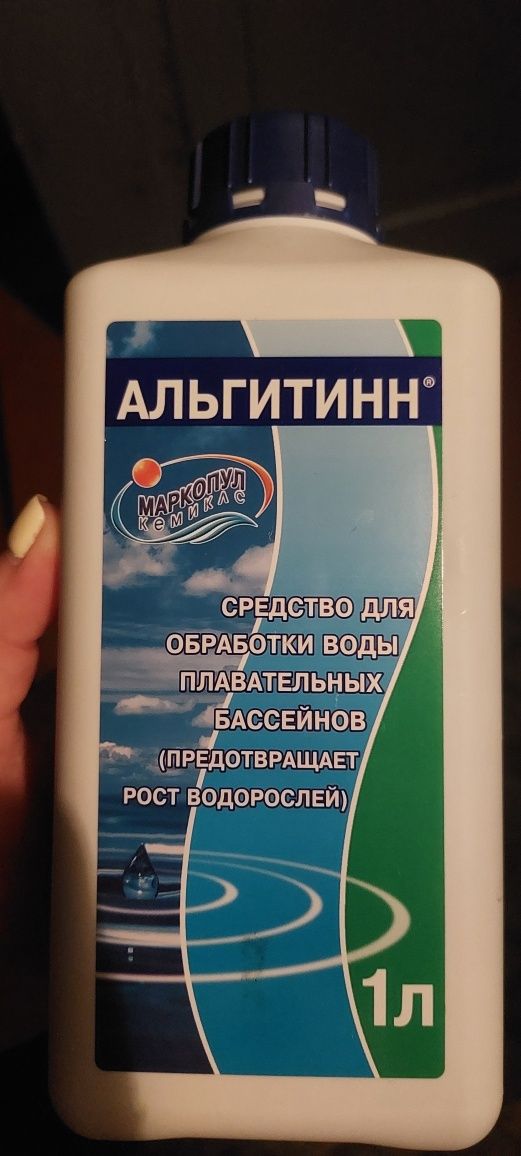 АЛЬГИТИНН®
МАРКОПУЛ
КЕМИКЛС
СРЕДСТВО ДЛЯ
ОБРАБОТКИ ВОДЫ
ПЛАВАТЕЛЬНЫХ
БАССЕЙНОВ
(ПРЕДОТВРАЩАЕТ
РОСТ ВОДОРОСЛЕЙ)
1л